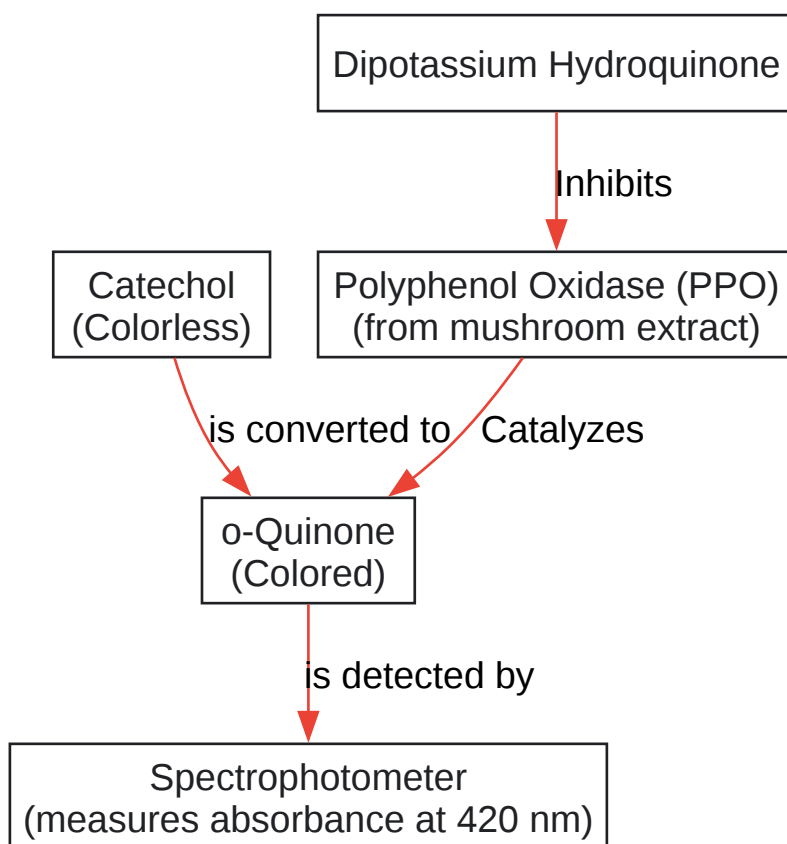 Dipotassium Hydroquinone
Inhibits
Catechol
(Colorless)
Polyphenol Oxidase (PPO)
(from mushroom extract)
is converted to
Catalyzes
o-Quinone
(Colored)
is detected by
Spectrophotometer
(measures absorbance at 420 nm)